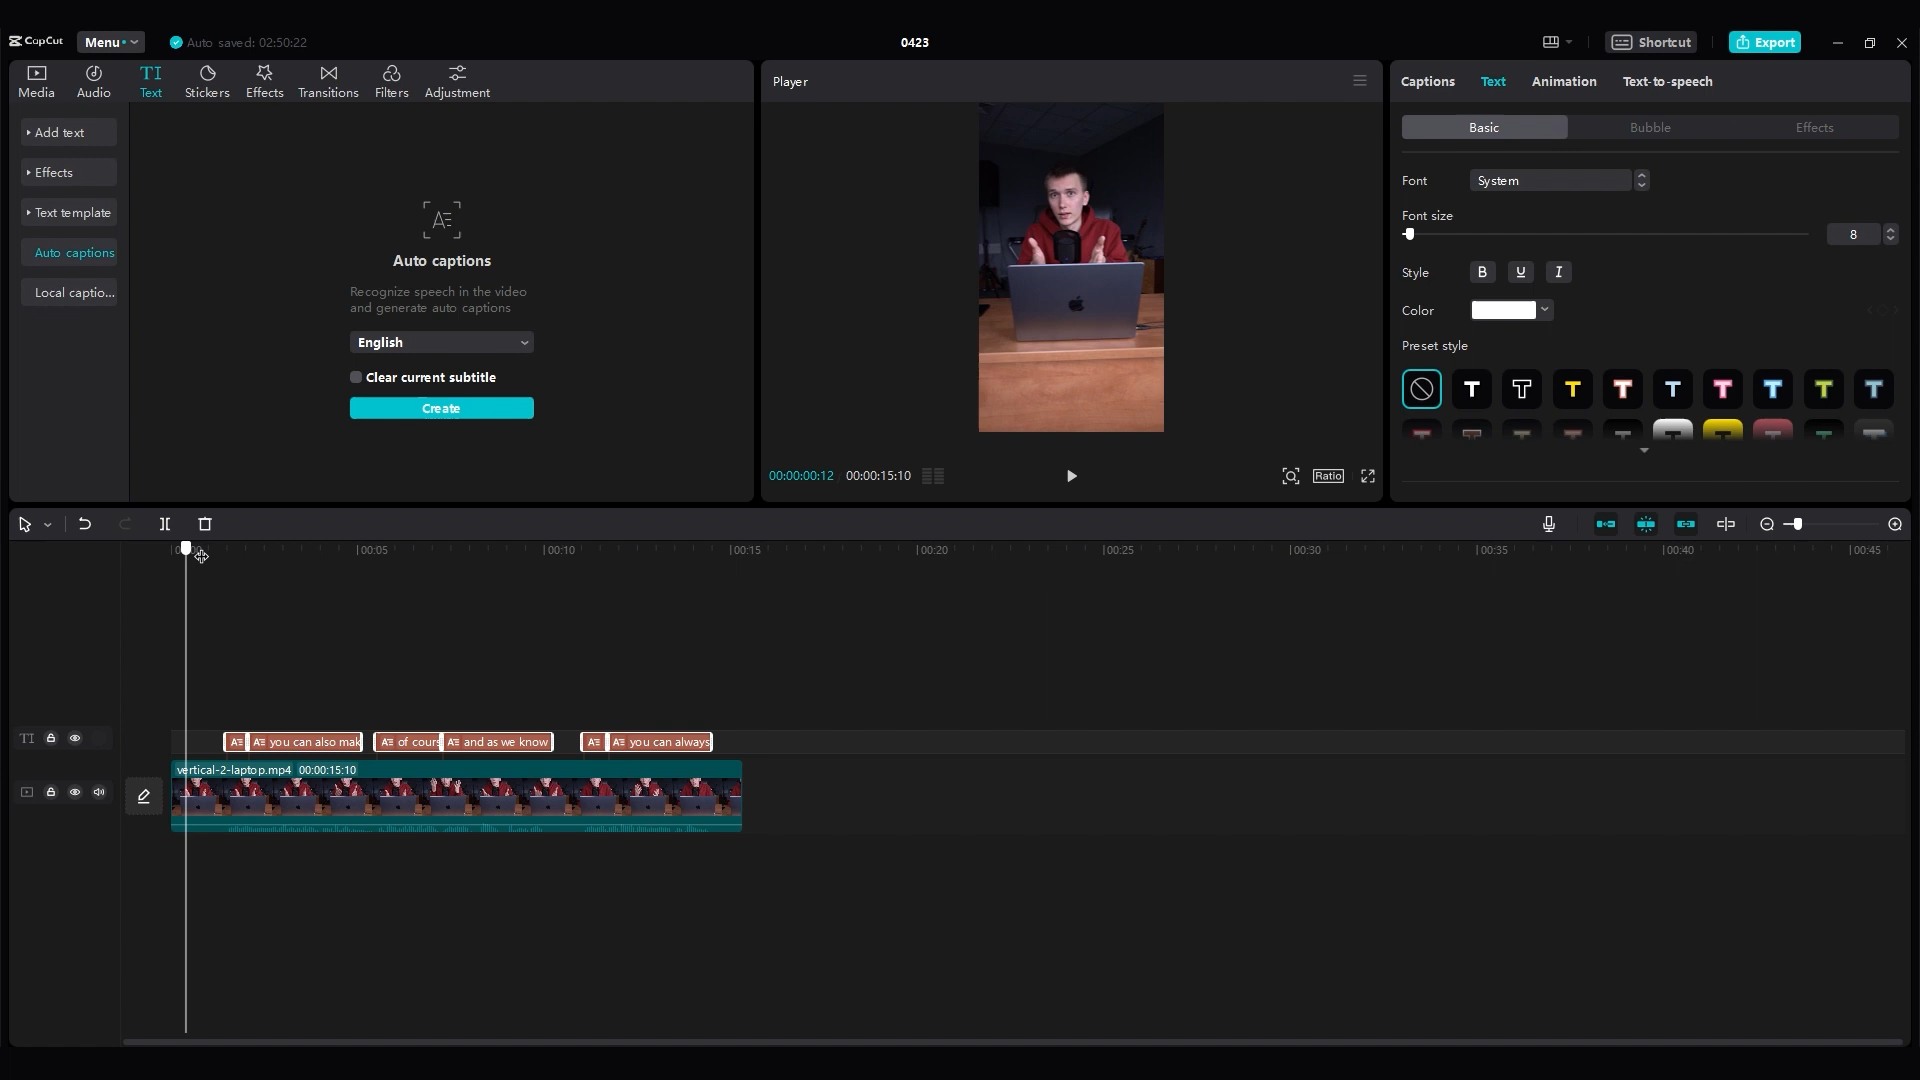 CapCut
Menu
Auto saved: 02:50:22
0423
Shortcut
Export
Media
Audio
TI
Text
Stickers
Effects
Transitions
Filters
Adjustment
Player
Captions
Text
Animation
Text-to-speech
Add text
Effects
Text template
Auto captions
Local captio...
Auto captions
Recognize speech in the video
and generate auto captions
English
Clear current subtitle
Create
00:00:00:12
00:00:15:10
Ratio
Basic
Bubble
Effects
Font
System
Font size
8
Style
B
U
I
Color
Preset style
T T T T T T T T T
00:05
00:10
00:15
00:20
00:25
00:30
00:35
00:40
00:45
TI
you can also mak
of cours
and as we know
you can always
vertical-2-laptop.mp4 00:00:15:10